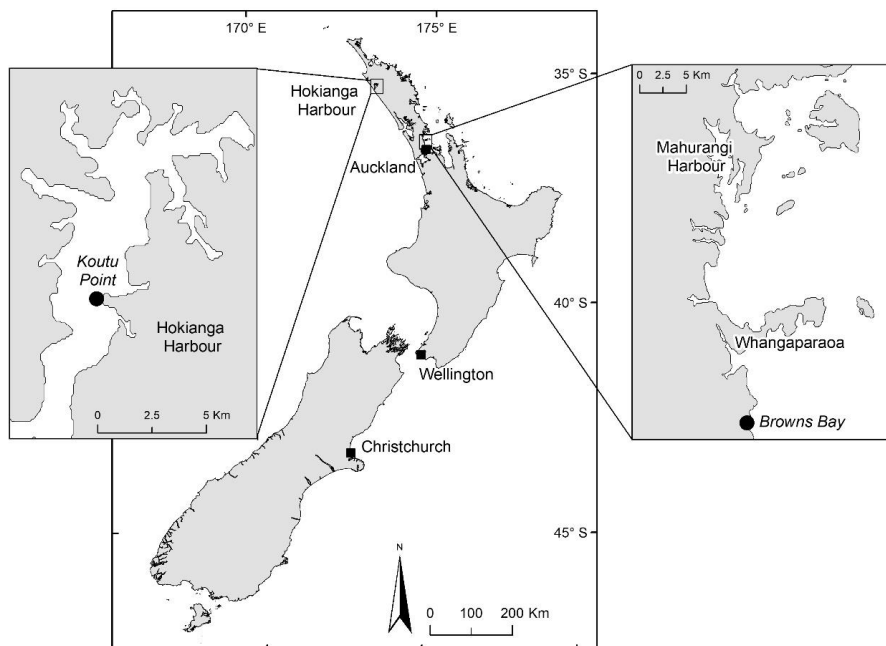 170° E
175° E
35° S
40° S
45° S
Hokianga
Harbour
Auckland
Wellington
Christchurch
N
0 100 200 Km
Koutu
Point
Hokianga
Harbour
0 2.5 5 Km
0 2.5 5 Km
Mahurangi
Harbour
Whangaparaoa
Browns Bay